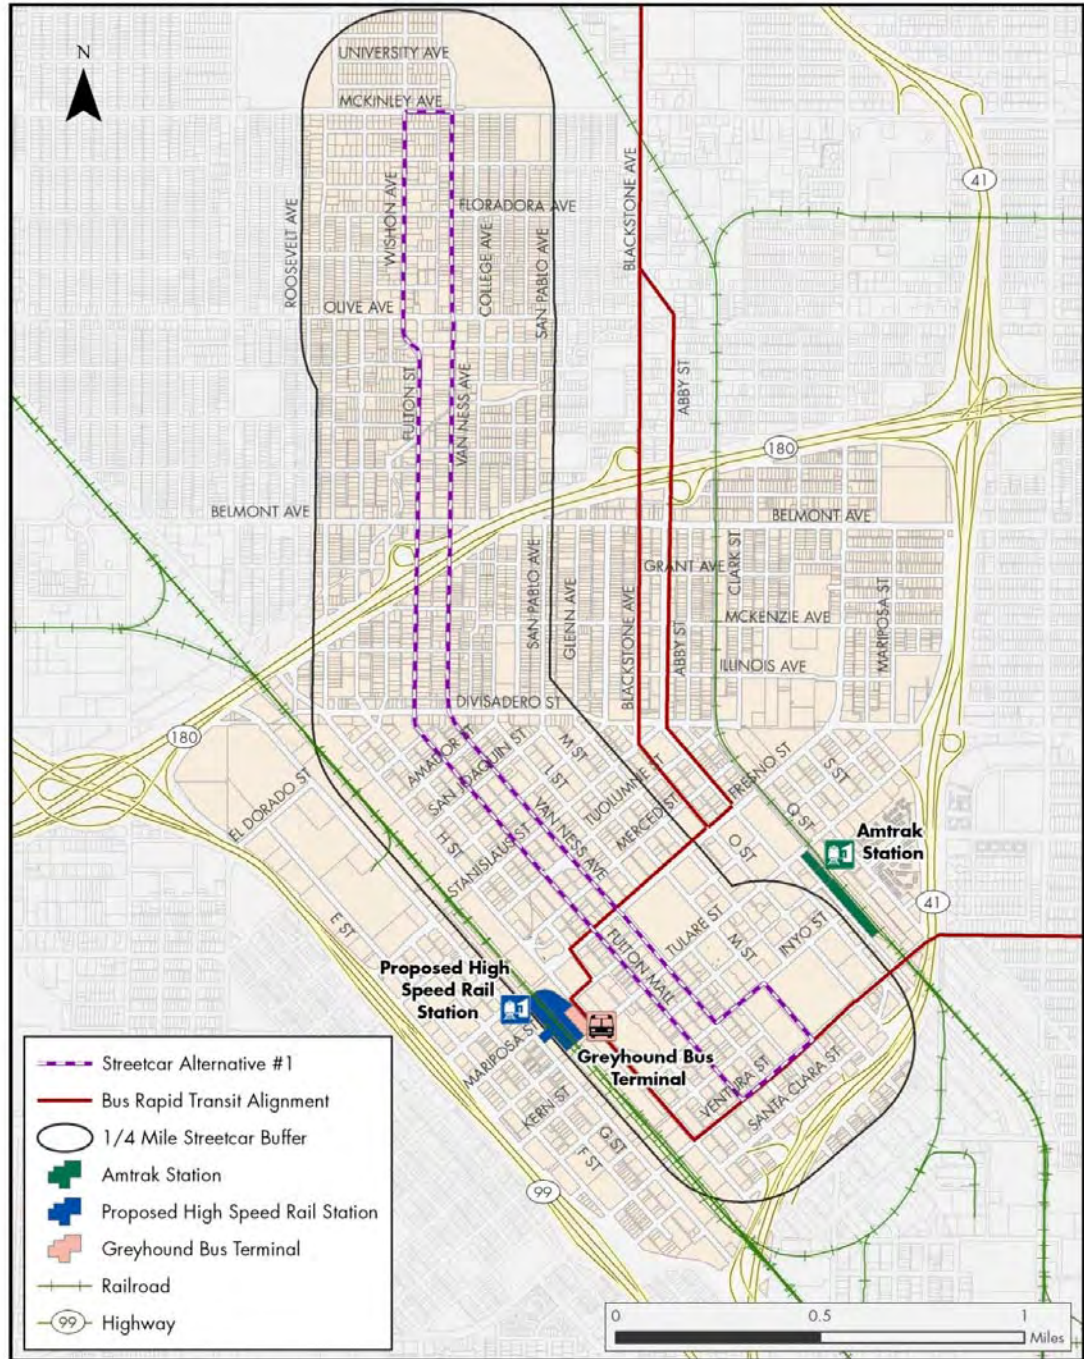 N
UNIVERSITY AVE
MCKINLEY AVE
ROOSEVELT AVE
WISHON AVE
FLORADORA AVE
COLLEGE AVE
SAN PABLO AVE
BLACKSTONE AVE
41
OLIVE AVE
FULTON ST
VAN NESS AVE
ABBY ST
180
BELMONT AVE
BELMONT AVE
SAN PABLO AVE
GLENN AVE
BLACKSTONE AVE
GRANT AVE
CLARK ST
MCKENZIE AVE
MARIPOSA ST
ABBY ST
ILLINOIS AVE
DIVISADERO ST
180
AMADOR ST
SAN JOAQUIN ST
M ST
L ST
TUOLUMNE ST
MERCED ST
FRESNO ST
S ST
EL DORADO ST
H ST
STANISLAUS ST
VAN NESS AVE
Q ST
O ST
Amtrak
Station
41
E ST
FULTON MALL
TULARE ST
M ST
INYO ST
Proposed High
Speed Rail
Station
MARIPOSA ST
Greyhound Bus
Terminal
KERN ST
G ST
F ST
VENTURA ST
SANTA CLARA ST
99
Streetcar Alternative #1
Bus Rapid Transit Alignment
1/4 Mile Streetcar Buffer
Amtrak Station
Proposed High Speed Rail Station
Greyhound Bus Terminal
Railroad
99 Highway
0 0.5 1
Miles